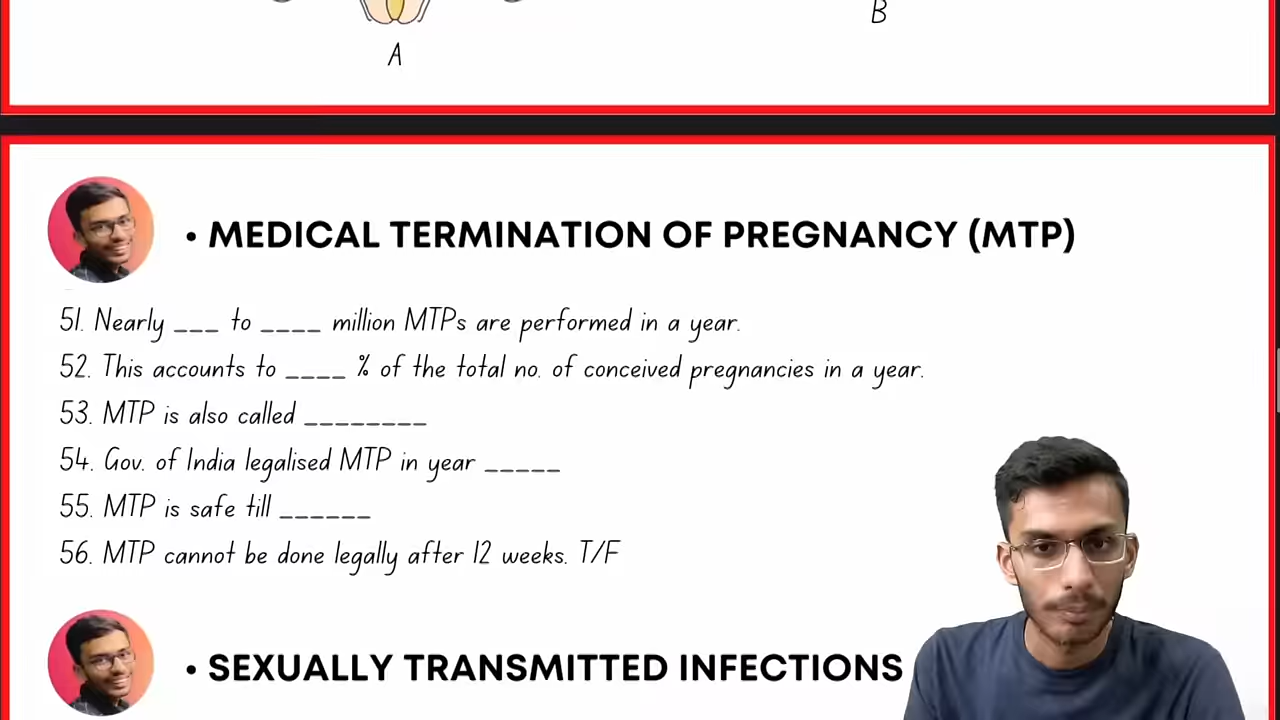 A
B
• MEDICAL TERMINATION OF PREGNANCY (MTP)
51. Nearly ___ to ____ million MTPs are performed in a year.
52. This accounts to ____ % of the total no. of conceived pregnancies in a year.
53. MTP is also called ________
54. Gov. of India legalised MTP in year _____
55. MTP is safe till ______
56. MTP cannot be done legally after 12 weeks. T/F
• SEXUALLY TRANSMITTED INFECTIONS